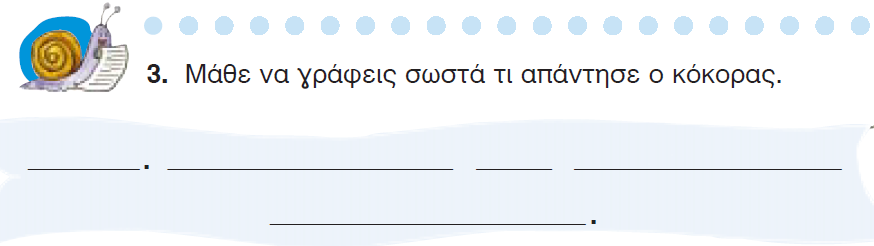 3. Μάθε να γράφεις σωστά τι απάντησε ο κόκορας.